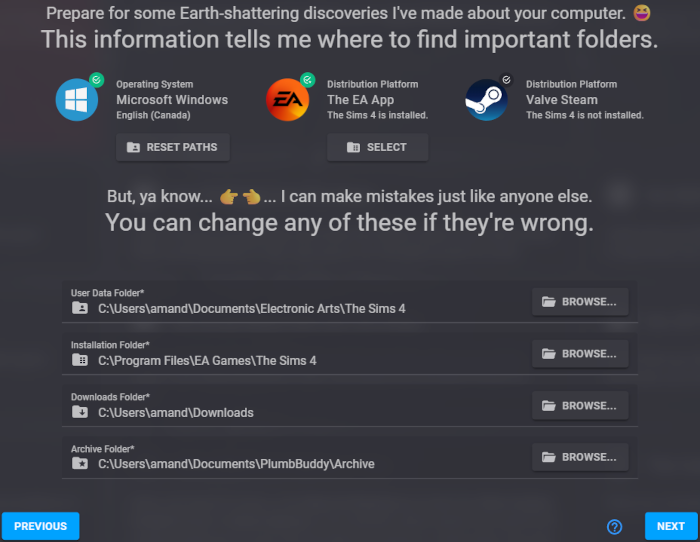 Prepare for some Earth-shattering discoveries I've made about your computer. 😆
This information tells me where to find important folders.
Operating System
Microsoft Windows
English (Canada)
RESET PATHS
EA
Distribution Platform
The EA App
The Sims 4 is installed.
SELECT
Distribution Platform
Valve Steam
The Sims 4 is not installed.
But, ya know... 👉👈... I can make mistakes just like anyone else.
You can change any of these if they're wrong.
User Data Folder*
C:\Users\amand\Documents\Electronic Arts\The Sims 4
BROWSE...
Installation Folder*
C:\Program Files\EA Games\The Sims 4
BROWSE...
Downloads Folder*
C:\Users\amand\Downloads
BROWSE...
Archive Folder*
C:\Users\amand\Documents\PlumbBuddy\Archive
BROWSE...
PREVIOUS
?
NEXT